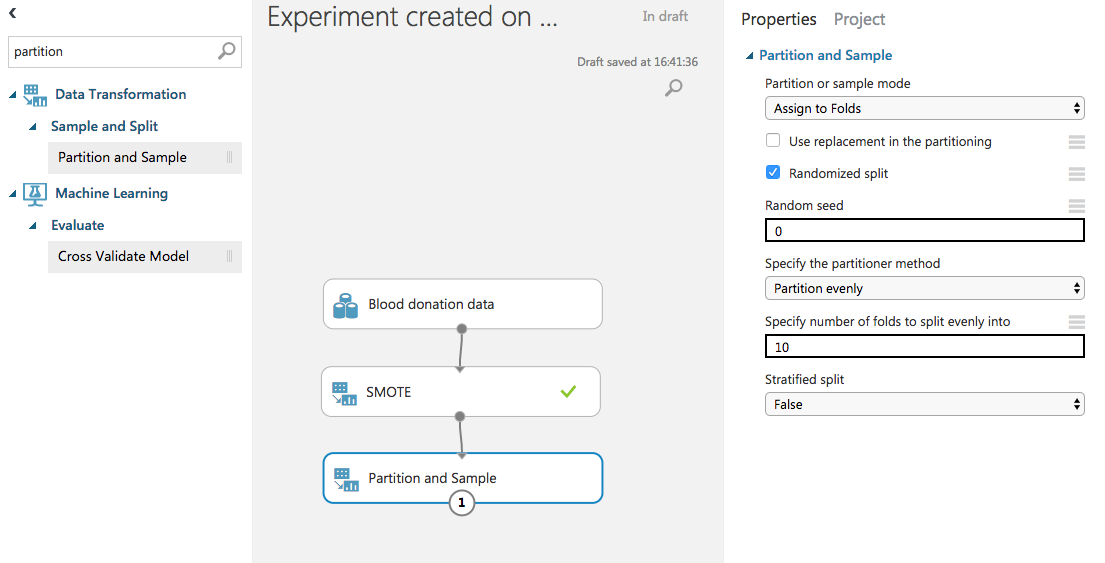 partition
Data Transformation
Sample and Split
Partition and Sample
Machine Learning
Evaluate
Cross Validate Model
Experiment created on ...
In draft
Draft saved at 16:41:36
Blood donation data
SMOTE
Partition and Sample
1
Properties Project
Partition and Sample
Partition or sample mode
Assign to Folds
Use replacement in the partitioning
Randomized split
Random seed
0
Specify the partitioner method
Partition evenly
Specify number of folds to split evenly into
10
Stratified split
False